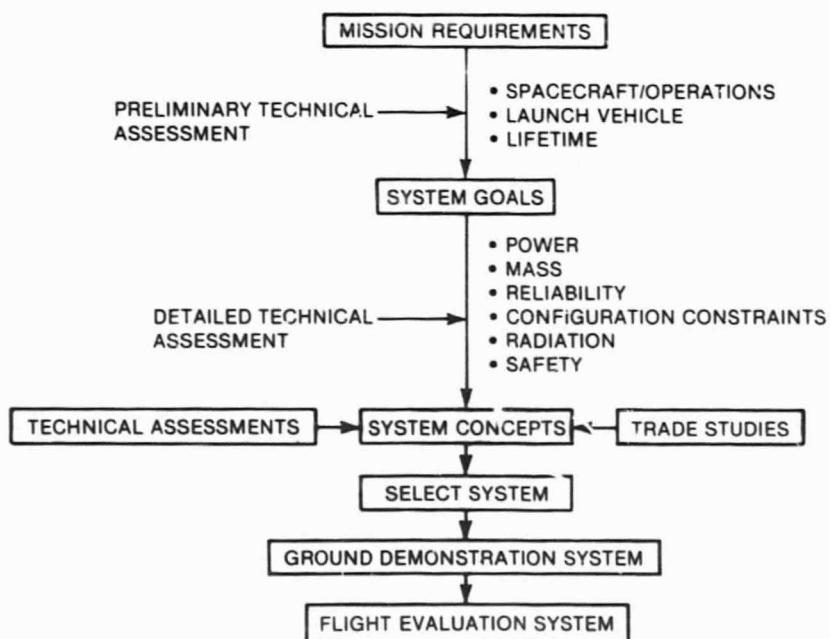 MISSION REQUIREMENTS
PRELIMINARY TECHNICAL
ASSESSMENT
• SPACECRAFT/OPERATIONS
• LAUNCH VEHICLE
• LIFETIME
SYSTEM GOALS
• POWER
• MASS
• RELIABILITY
• CONFIGURATION CONSTRAINTS
• RADIATION
• SAFETY
DETAILED TECHNICAL
ASSESSMENT
TECHNICAL ASSESSMENTS
SYSTEM CONCEPTS
TRADE STUDIES
SELECT SYSTEM
GROUND DEMONSTRATION SYSTEM
FLIGHT EVALUATION SYSTEM